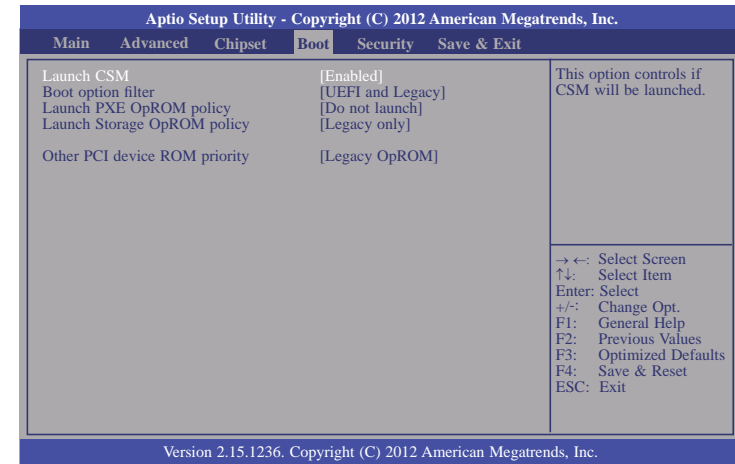 Aptio Setup Utility - Copyright (C) 2012 American Megatrends, Inc.
Main Advanced Chipset Boot Security Save & Exit
Launch CSM [Enabled]
Boot option filter [UEFI and Legacy]
Launch PXE OpROM policy [Do not launch]
Launch Storage OpROM policy [Legacy only]
Other PCI device ROM priority [Legacy OpROM]
This option controls if
CSM will be launched.
→ ←: Select Screen
↑↓: Select Item
Enter: Select
+/-: Change Opt.
F1: General Help
F2: Previous Values
F3: Optimized Defaults
F4: Save & Reset
ESC: Exit
Version 2.15.1236. Copyright (C) 2012 American Megatrends, Inc.